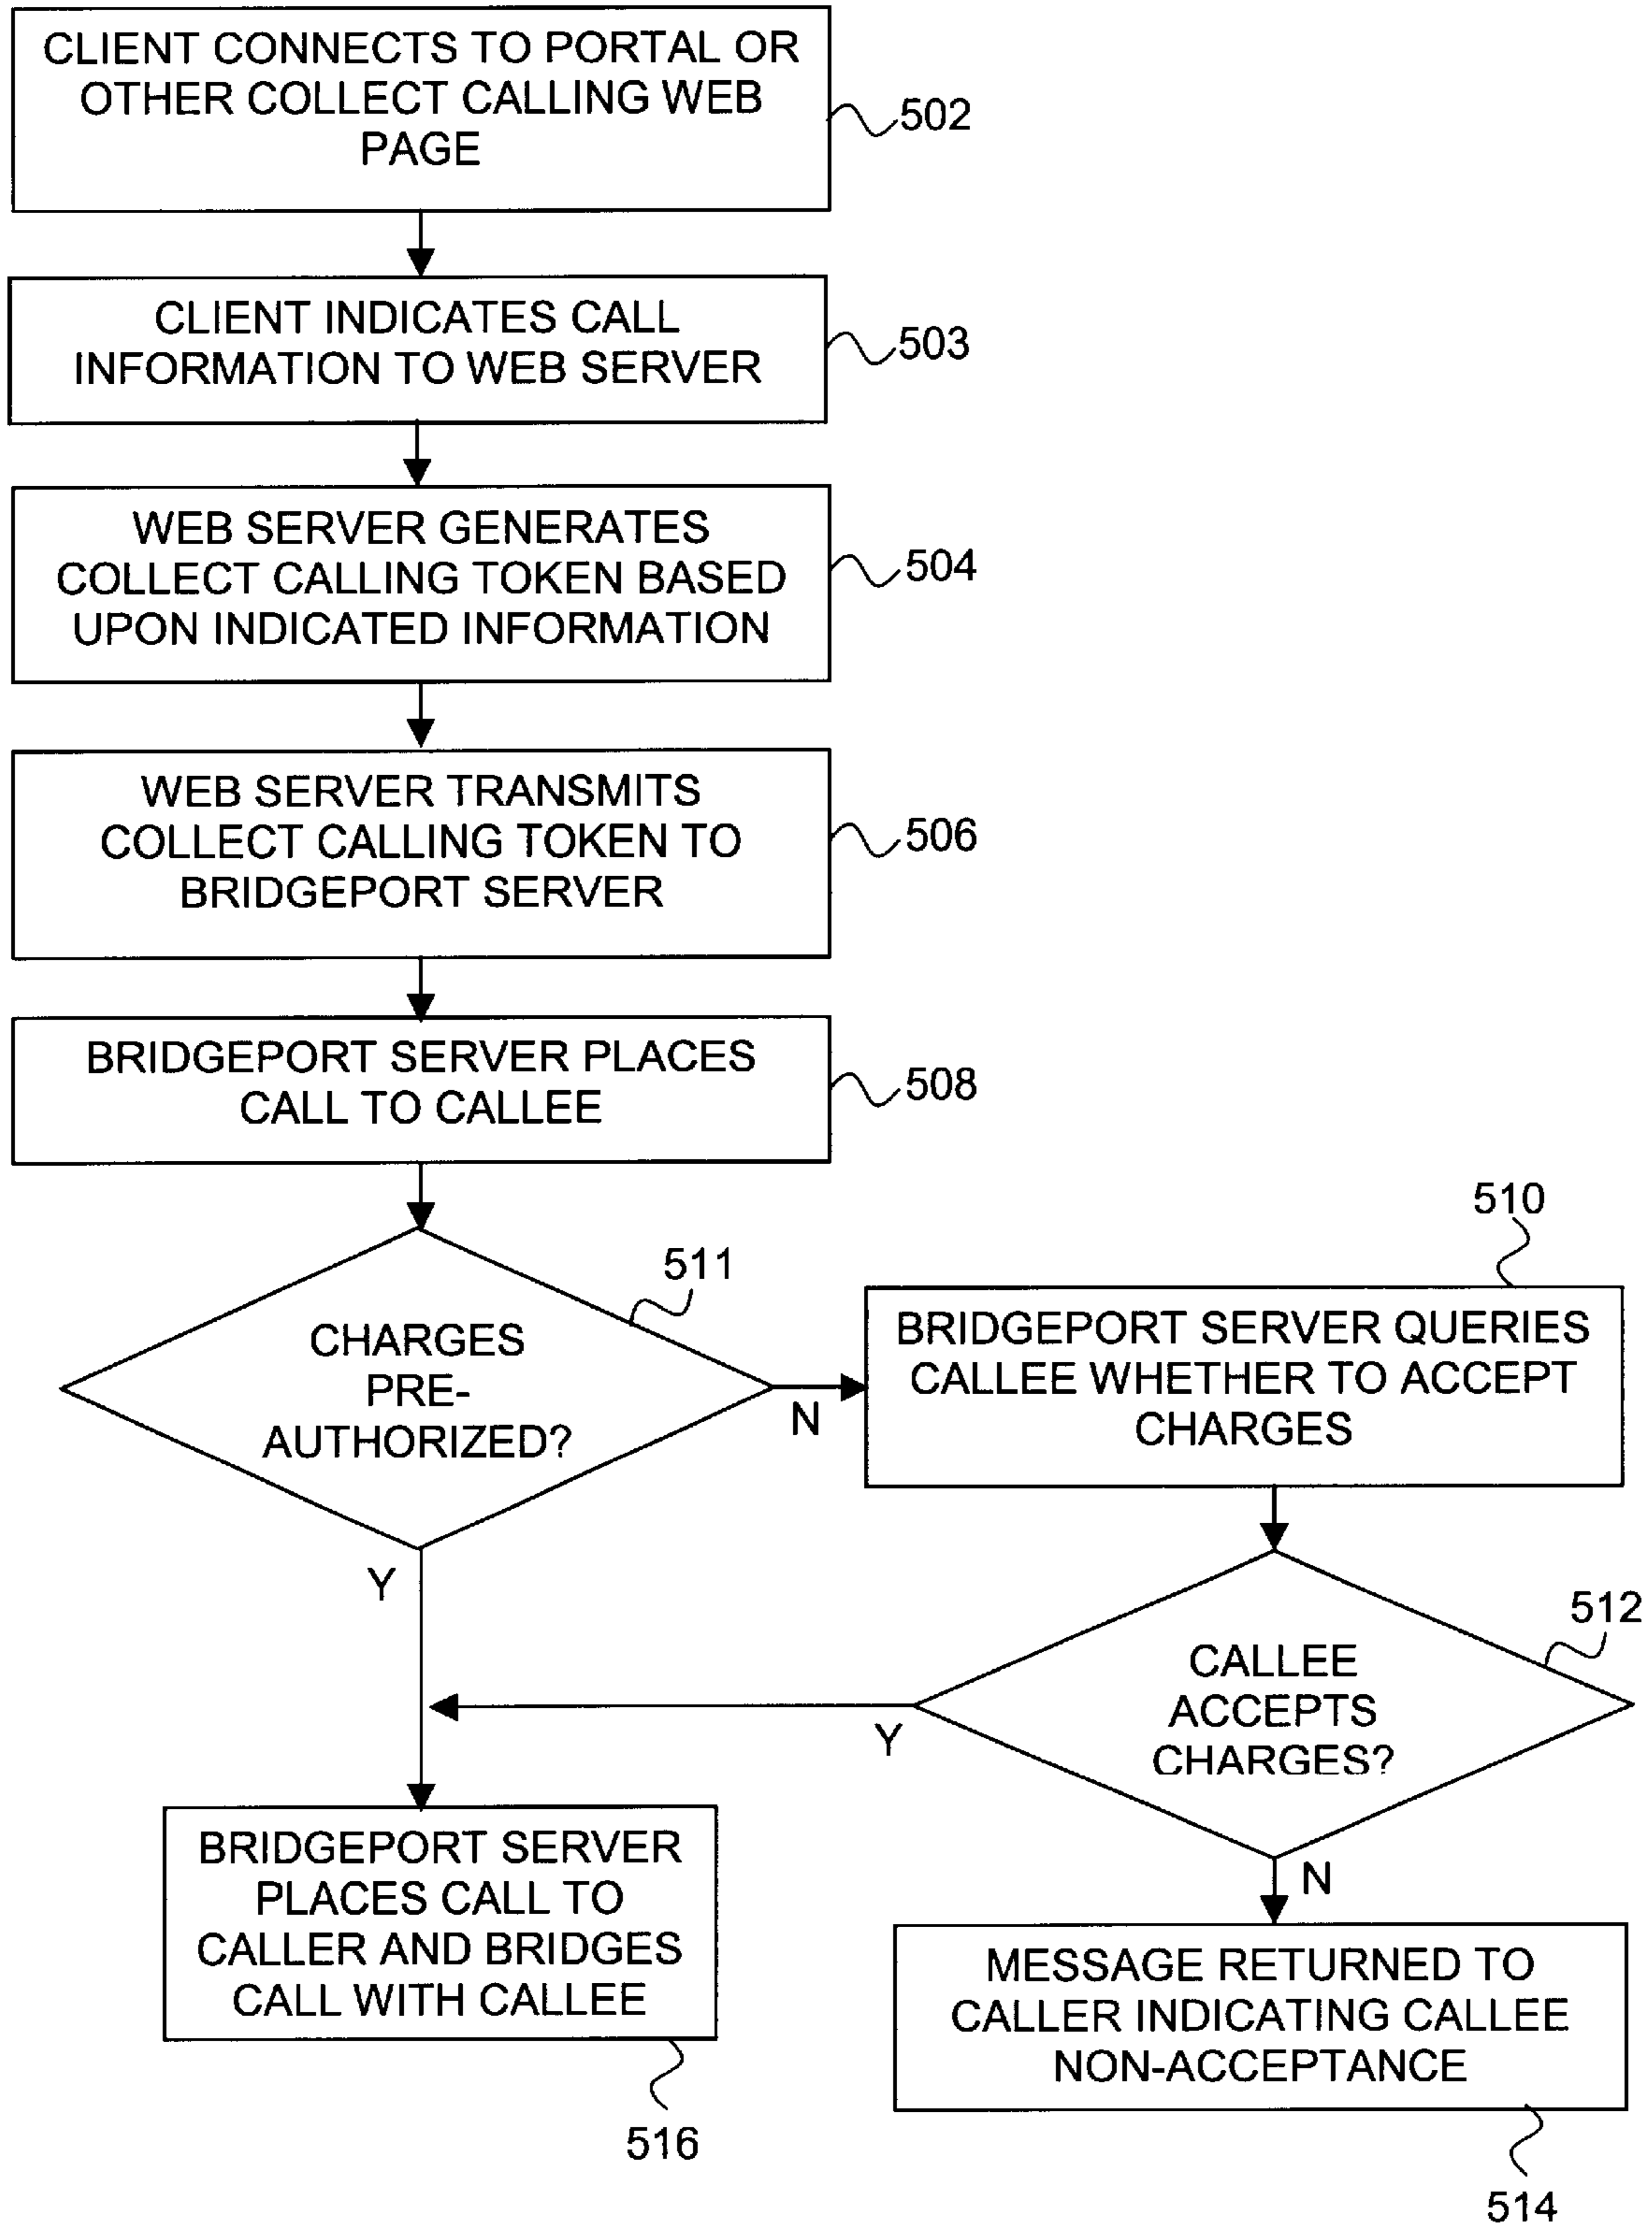 CLIENT CONNECTS TO PORTAL OR
OTHER COLLECT CALLING WEB
PAGE
502
CLIENT INDICATES CALL
INFORMATION TO WEB SERVER
503
WEB SERVER GENERATES
COLLECT CALLING TOKEN BASED
UPON INDICATED INFORMATION
504
WEB SERVER TRANSMITS
COLLECT CALLING TOKEN TO
BRIDGEPORT SERVER
506
BRIDGEPORT SERVER PLACES
CALL TO CALLEE
508
CHARGES
PRE-
AUTHORIZED?
511
N
Y
510
BRIDGEPORT SERVER QUERIES
CALLEE WHETHER TO ACCEPT
CHARGES
512
CALLEE
ACCEPTS
CHARGES?
Y
N
BRIDGEPORT SERVER
PLACES CALL TO
CALLER AND BRIDGES
CALL WITH CALLEE
516
MESSAGE RETURNED TO
CALLER INDICATING CALLEE
NON-ACCEPTANCE
514